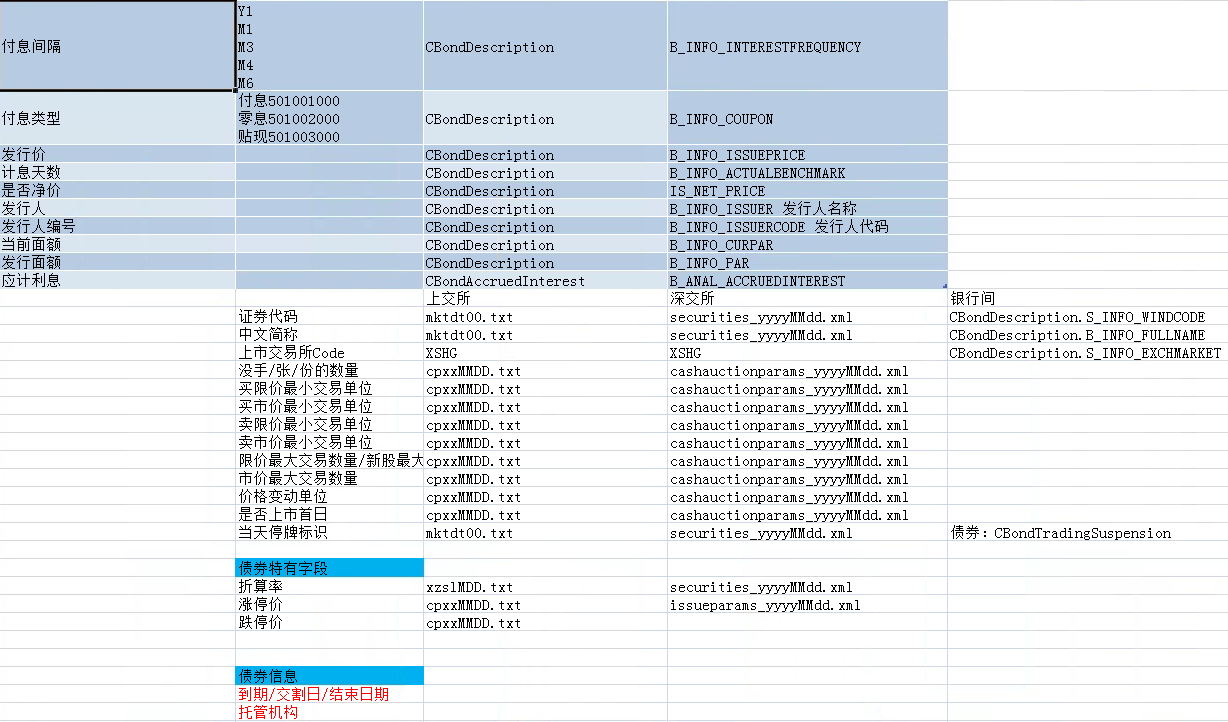 付息间隔
Y1
M1
M3
M4
M6
CBondDescription
B_INFO_INTERESTFREQUENCY
付息类型
付息501001000
零息501002000
贴现501003000
CBondDescription
B_INFO_COUPON
发行价 CBondDescription B_INFO_ISSUEPRICE
计息天数 CBondDescription B_INFO_ACTUALBENCHMARK
是否净价 CBondDescription IS_NET_PRICE
发行人 CBondDescription B_INFO_ISSUER 发行人名称
发行人编号 CBondDescription B_INFO_ISSUERCODE 发行人代码
当前面额 CBondDescription B_INFO_CURPAR
发行面额 CBondDescription B_INFO_PAR
应计利息 CBondAccruedInterest B_ANAL_ACCRUEDINTEREST
上交所 深交所 银行间
证券代码 mktdt00.txt securities_yyyyMMdd.xml CBondDescription.S_INFO_WINDCODE
中文简称 mktdt00.txt securities_yyyyMMdd.xml CBondDescription.B_INFO_FULLNAME
上市交易所Code XSHG XSHG CBondDescription.S_INFO_EXCHMARKET
没手/张/份的数量 cpxxMMDD.txt cashauctionparams_yyyyMMdd.xml
买限价最小交易单位 cpxxMMDD.txt cashauctionparams_yyyyMMdd.xml
买市价最小交易单位 cpxxMMDD.txt cashauctionparams_yyyyMMdd.xml
卖限价最小交易单位 cpxxMMDD.txt cashauctionparams_yyyyMMdd.xml
卖市价最小交易单位 cpxxMMDD.txt cashauctionparams_yyyyMMdd.xml
限价最大交易数量/新股最大 cpxxMMDD.txt cashauctionparams_yyyyMMdd.xml
市价最大交易数量 cpxxMMDD.txt cashauctionparams_yyyyMMdd.xml
价格变动单位 cpxxMMDD.txt cashauctionparams_yyyyMMdd.xml
是否上市首日 cpxxMMDD.txt cashauctionparams_yyyyMMdd.xml
当天停牌标识 mktdt00.txt securities_yyyyMMdd.xml 债券：CBondTradingSuspension
债券特有字段
折算率 xzslMDD.txt securities_yyyyMMdd.xml
涨停价 cpxxMMDD.txt issueparams_yyyyMMdd.xml
跌停价 cpxxMMDD.txt
债券信息
到期/交割日/结束日期
托管机构